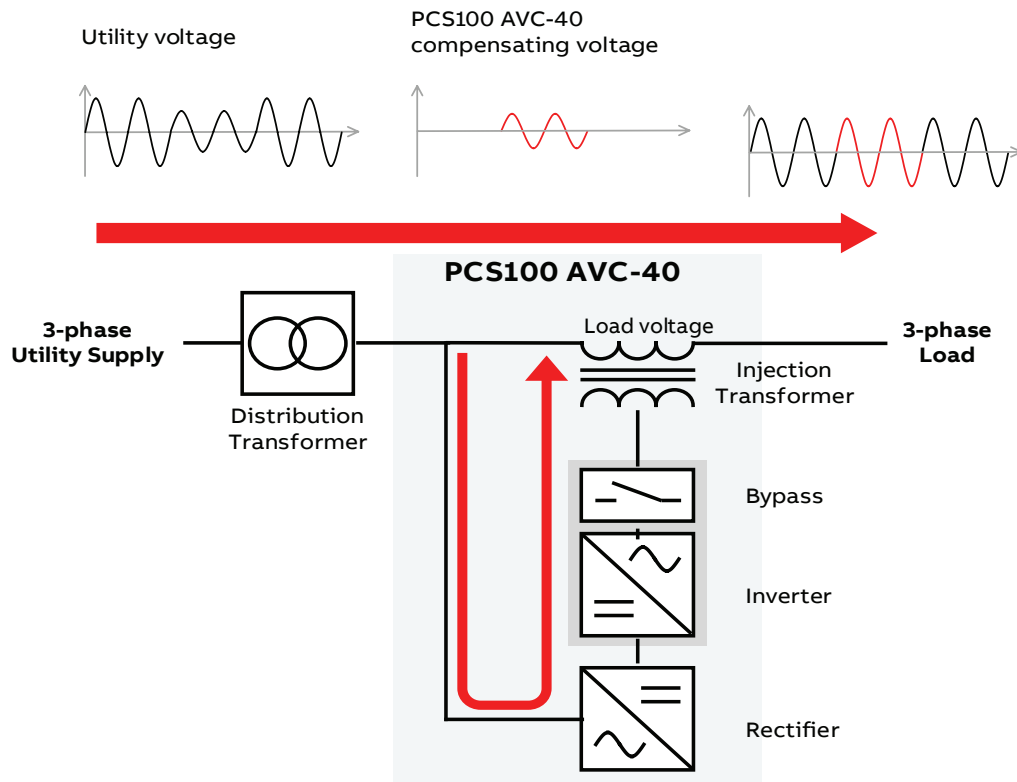 Utility voltage
PCS100 AVC-40
compensating voltage
PCS100 AVC-40
3-phase
Utility Supply
Load voltage
3-phase
Load
Injection
Transformer
Distribution
Transformer
Bypass
Inverter
Rectifier